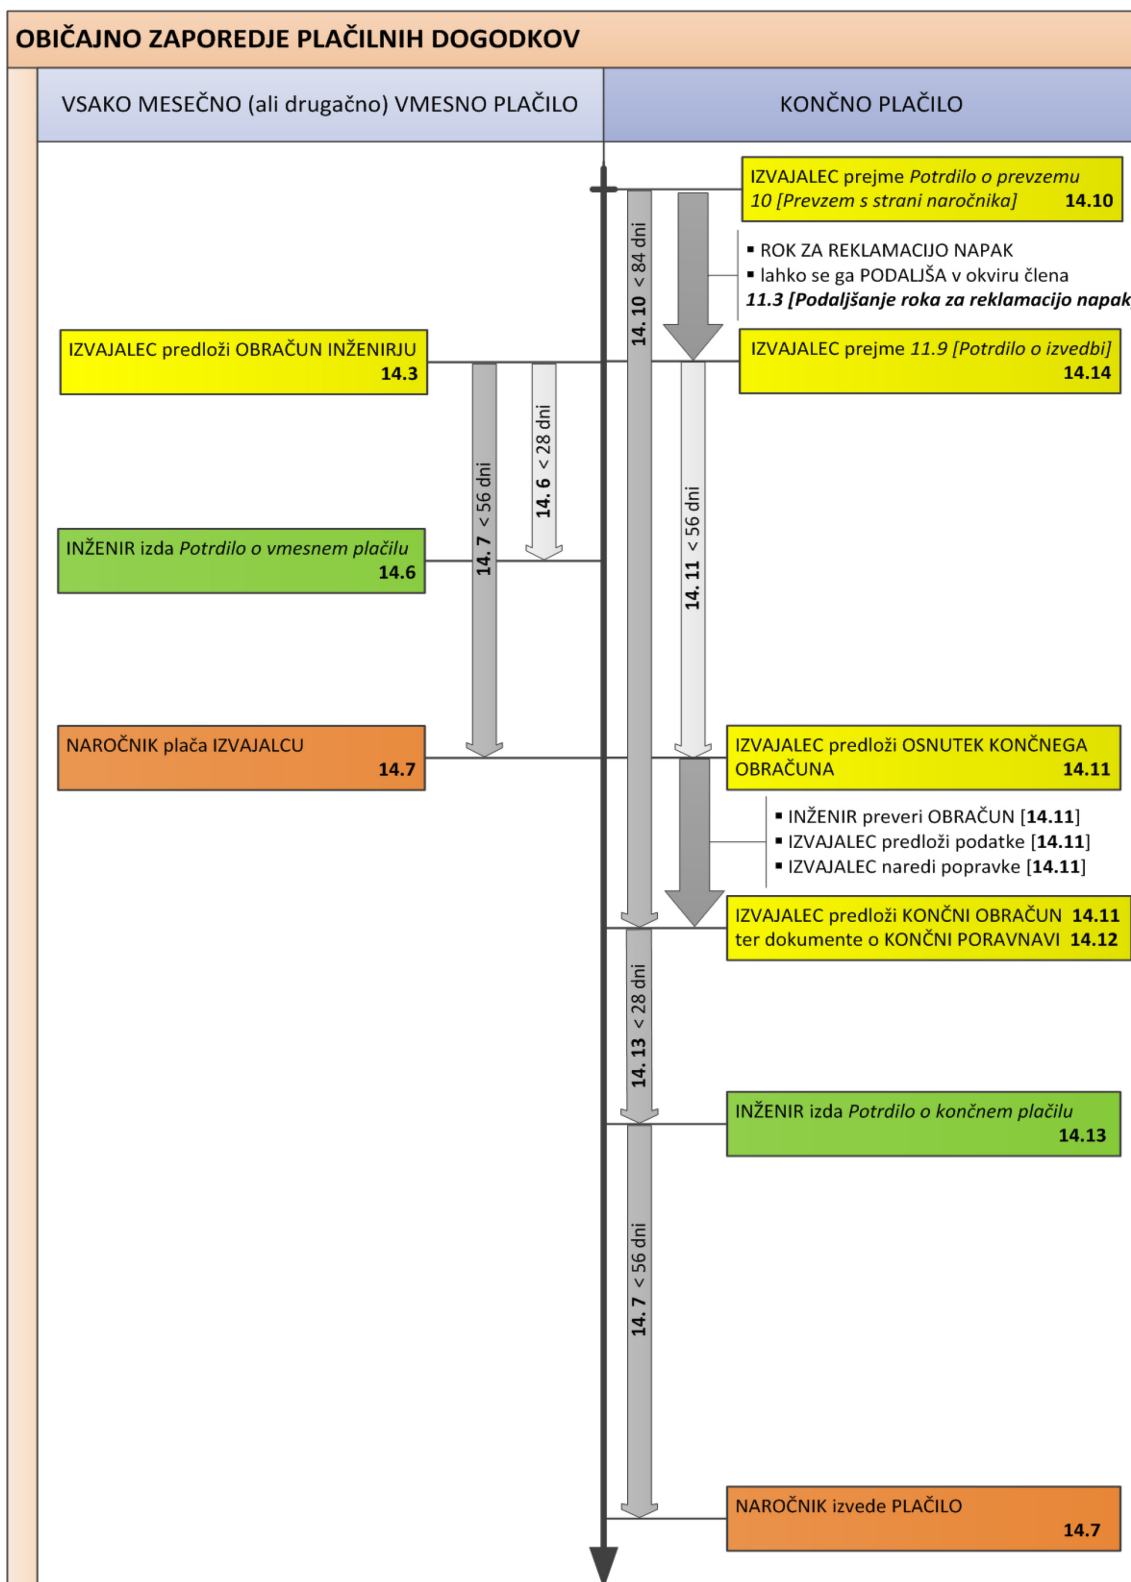 OBIČAJNO ZAPOREDJE PLAČILNIH DOGODKOV
VSAKO MESEČNO (ali drugačno) VMESNO PLAČILO
KONČNO PLAČILO
IZVAJALEC prejme Potrdilo o prevzemu
10 [Prevzem s strani naročnika] 14.10
14. 10 < 84 dni
▪ ROK ZA REKLAMACIJO NAPAK
▪ lahko se ga PODALJŠA v okviru člena
11.3 [Podaljšanje roka za reklamacijo napak]
IZVAJALEC predloži OBRAČUN INŽENIRJU
14.3
IZVAJALEC prejme 11.9 [Potrdilo o izvedbi]
14.14
14. 7 < 56 dni
14. 6 < 28 dni
14. 11 < 56 dni
INŽENIR izda Potrdilo o vmesnem plačilu
14.6
NAROČNIK plača IZVAJALCU
14.7
IZVAJALEC predloži OSNUTEK KONČNEGA
OBRAČUNA 14.11
▪ INŽENIR preveri OBRAČUN [14.11]
▪ IZVAJALEC predloži podatke [14.11]
▪ IZVAJALEC naredi popravke [14.11]
IZVAJALEC predloži KONČNI OBRAČUN 14.11
ter dokumente o KONČNI PORAVNAVI 14.12
14. 13 < 28 dni
INŽENIR izda Potrdilo o končnem plačilu
14.13
14. 7 < 56 dni
NAROČNIK izvede PLAČILO
14.7